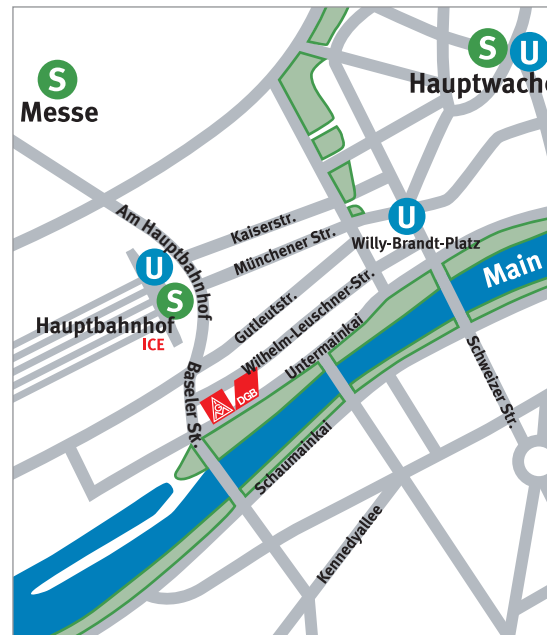 S
U
Hauptwache
S
Messe
Am Hauptbahnhof
Kaiserstr.
Münchener Str.
U
Willy-Brandt-Platz
U
S
Hauptbahnhof
ICE
Gutleutstr.
Wilhelm-Leuschner-Str.
Untermainkai
Main
Schweizer Str.
Baseler Str.
DGB
Schaumainkai
Kennedyallee